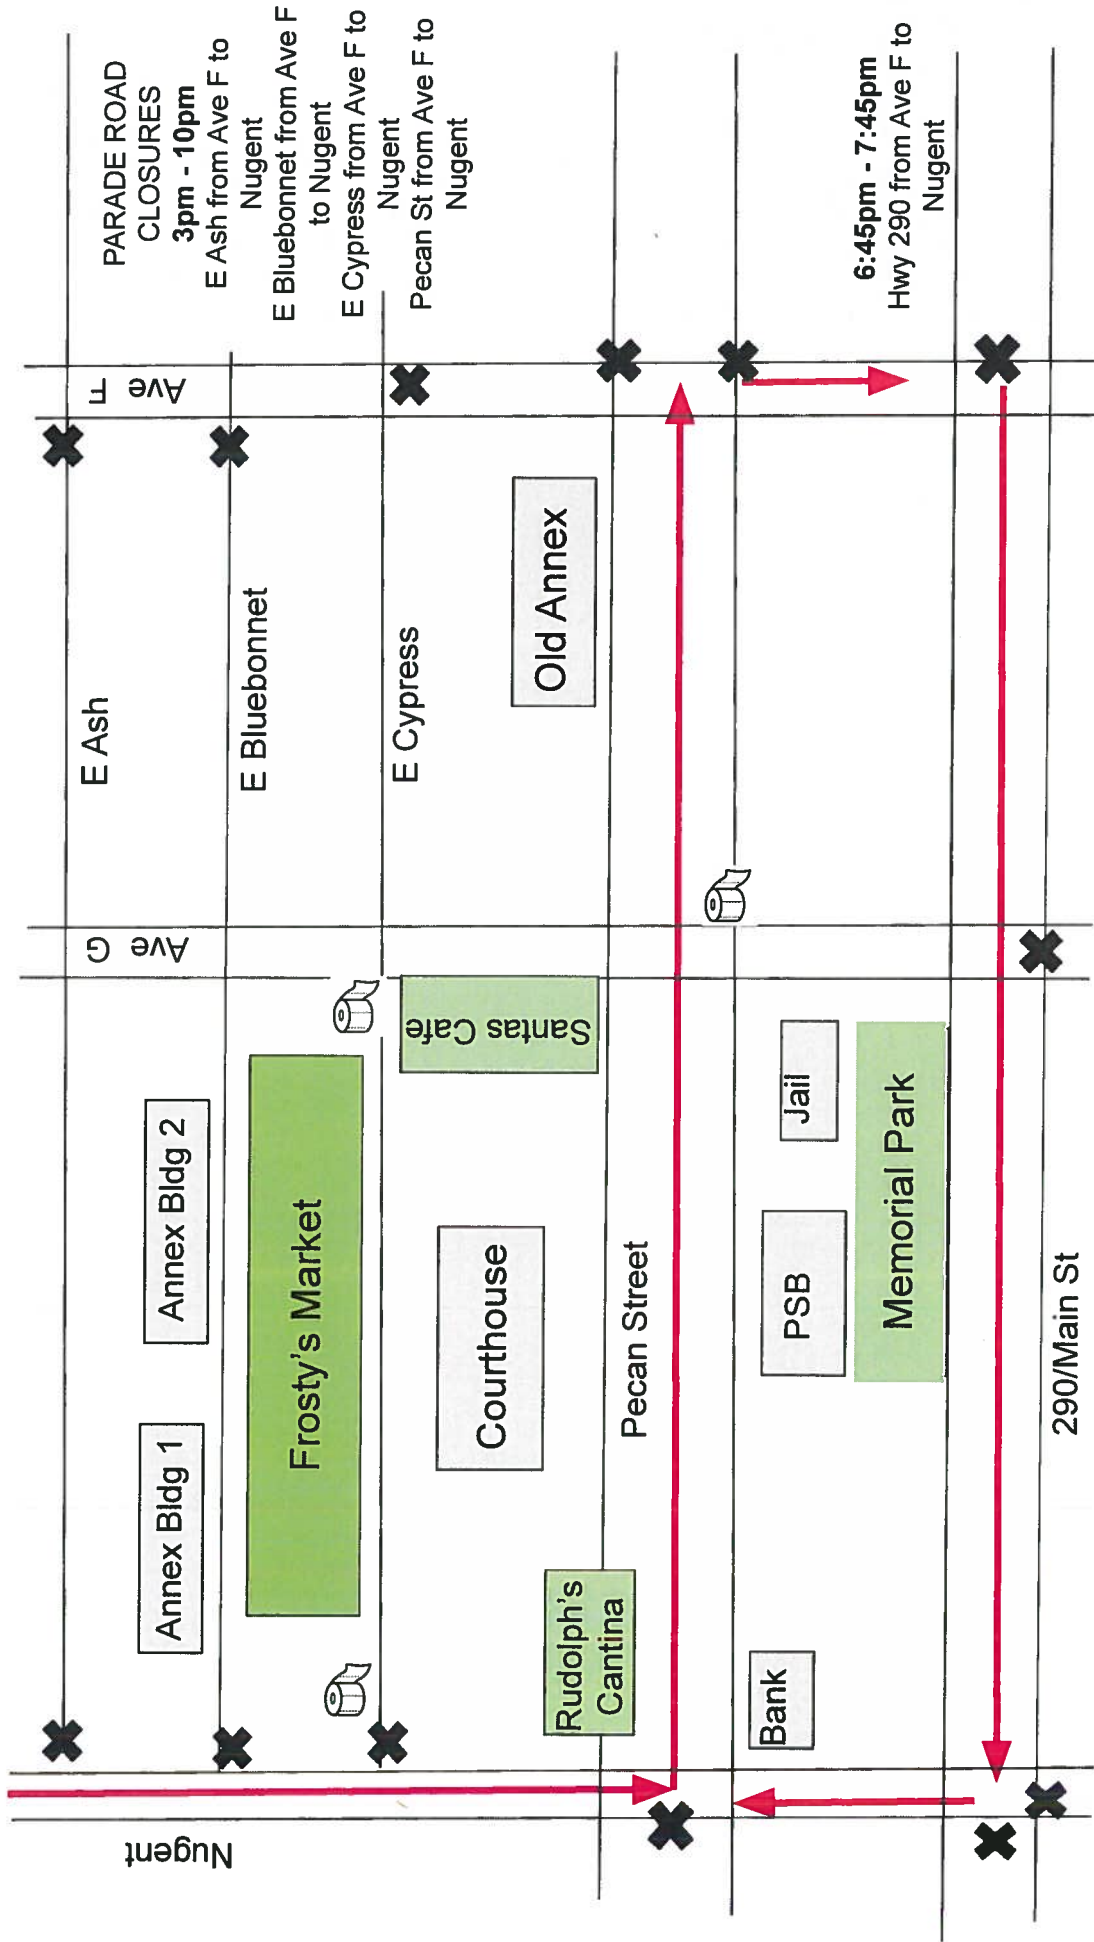 PARADE ROAD
CLOSURES
3pm - 10pm
E Ash from Ave F to
Nugent
E Bluebonnet from Ave F
to Nugent
E Cypress from Ave F to
Nugent
Pecan St from Ave F to
Nugent
6:45pm - 7:45pm
Hwy 290 from Ave F to
Nugent
Ave F
Ave G
Nugent
E Ash
E Bluebonnet
E Cypress
Annex Bldg 1
Annex Bldg 2
Frosty's Market
Santas Cafe
Courthouse
Old Annex
Rudolph's
Cantina
Pecan Street
Bank
PSB
Jail
Memorial Park
290/Main St